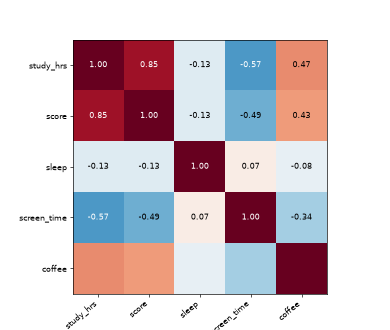 study_hrs 1.00 0.85 -0.13 -0.57 0.47
score 0.85 1.00 -0.13 -0.49 0.43
sleep -0.13 -0.13 1.00 0.07 -0.08
screen_time -0.57 -0.49 0.07 1.00 -0.34
coffee
study_hrs score sleep creen_time coffee